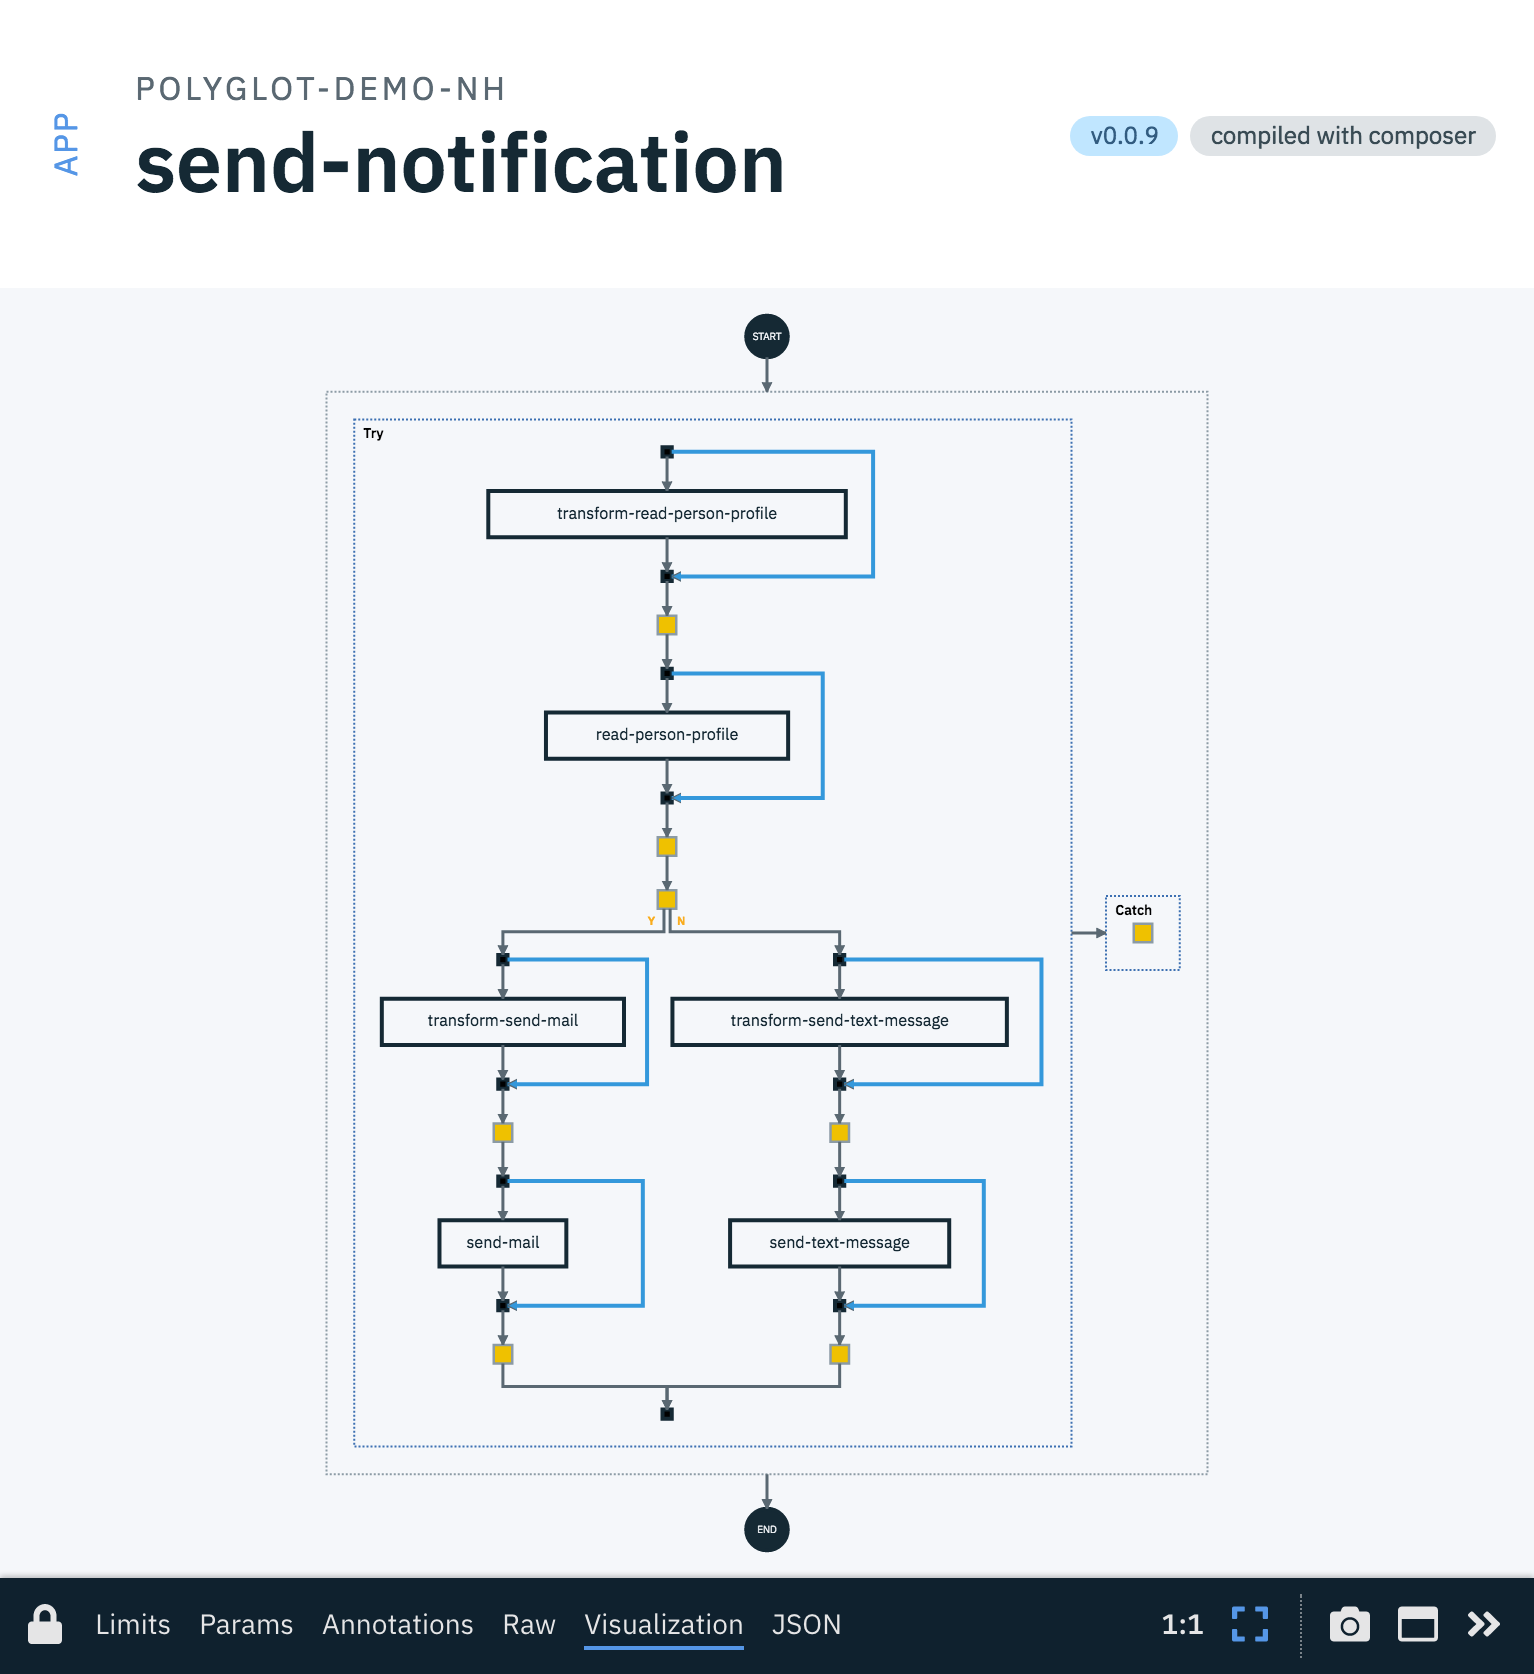 APP
POLYGLOT-DEMO-NH
send-notification
v0.0.9
compiled with composer
START
Try
transform-read-person-profile
read-person-profile
Y N
Catch
transform-send-mail
transform-send-text-message
send-mail
send-text-message
END
Limits Params Annotations Raw Visualization JSON 1:1